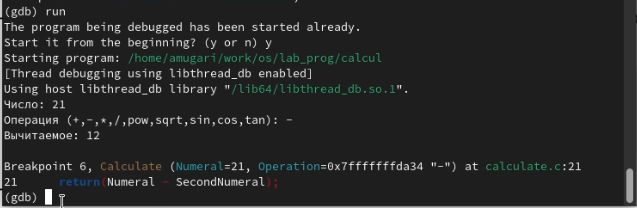 (gdb) run
The program being debugged has been started already.
Start it from the beginning? (y or n) y
Starting program: /home/amugari/work/os/lab_prog/calcul
[Thread debugging using libthread_db enabled]
Using host libthread_db library "/lib64/libthread_db.so.1".
Число: 21
Операция (+,-,*,/,pow,sqrt,sin,cos,tan): -
Вычитаемое: 12
Breakpoint 6, Calculate (Numeral=21, Operation=0x7fffffffda34 "-") at calculate.c:21
21 return(Numeral - SecondNumeral);
(gdb)